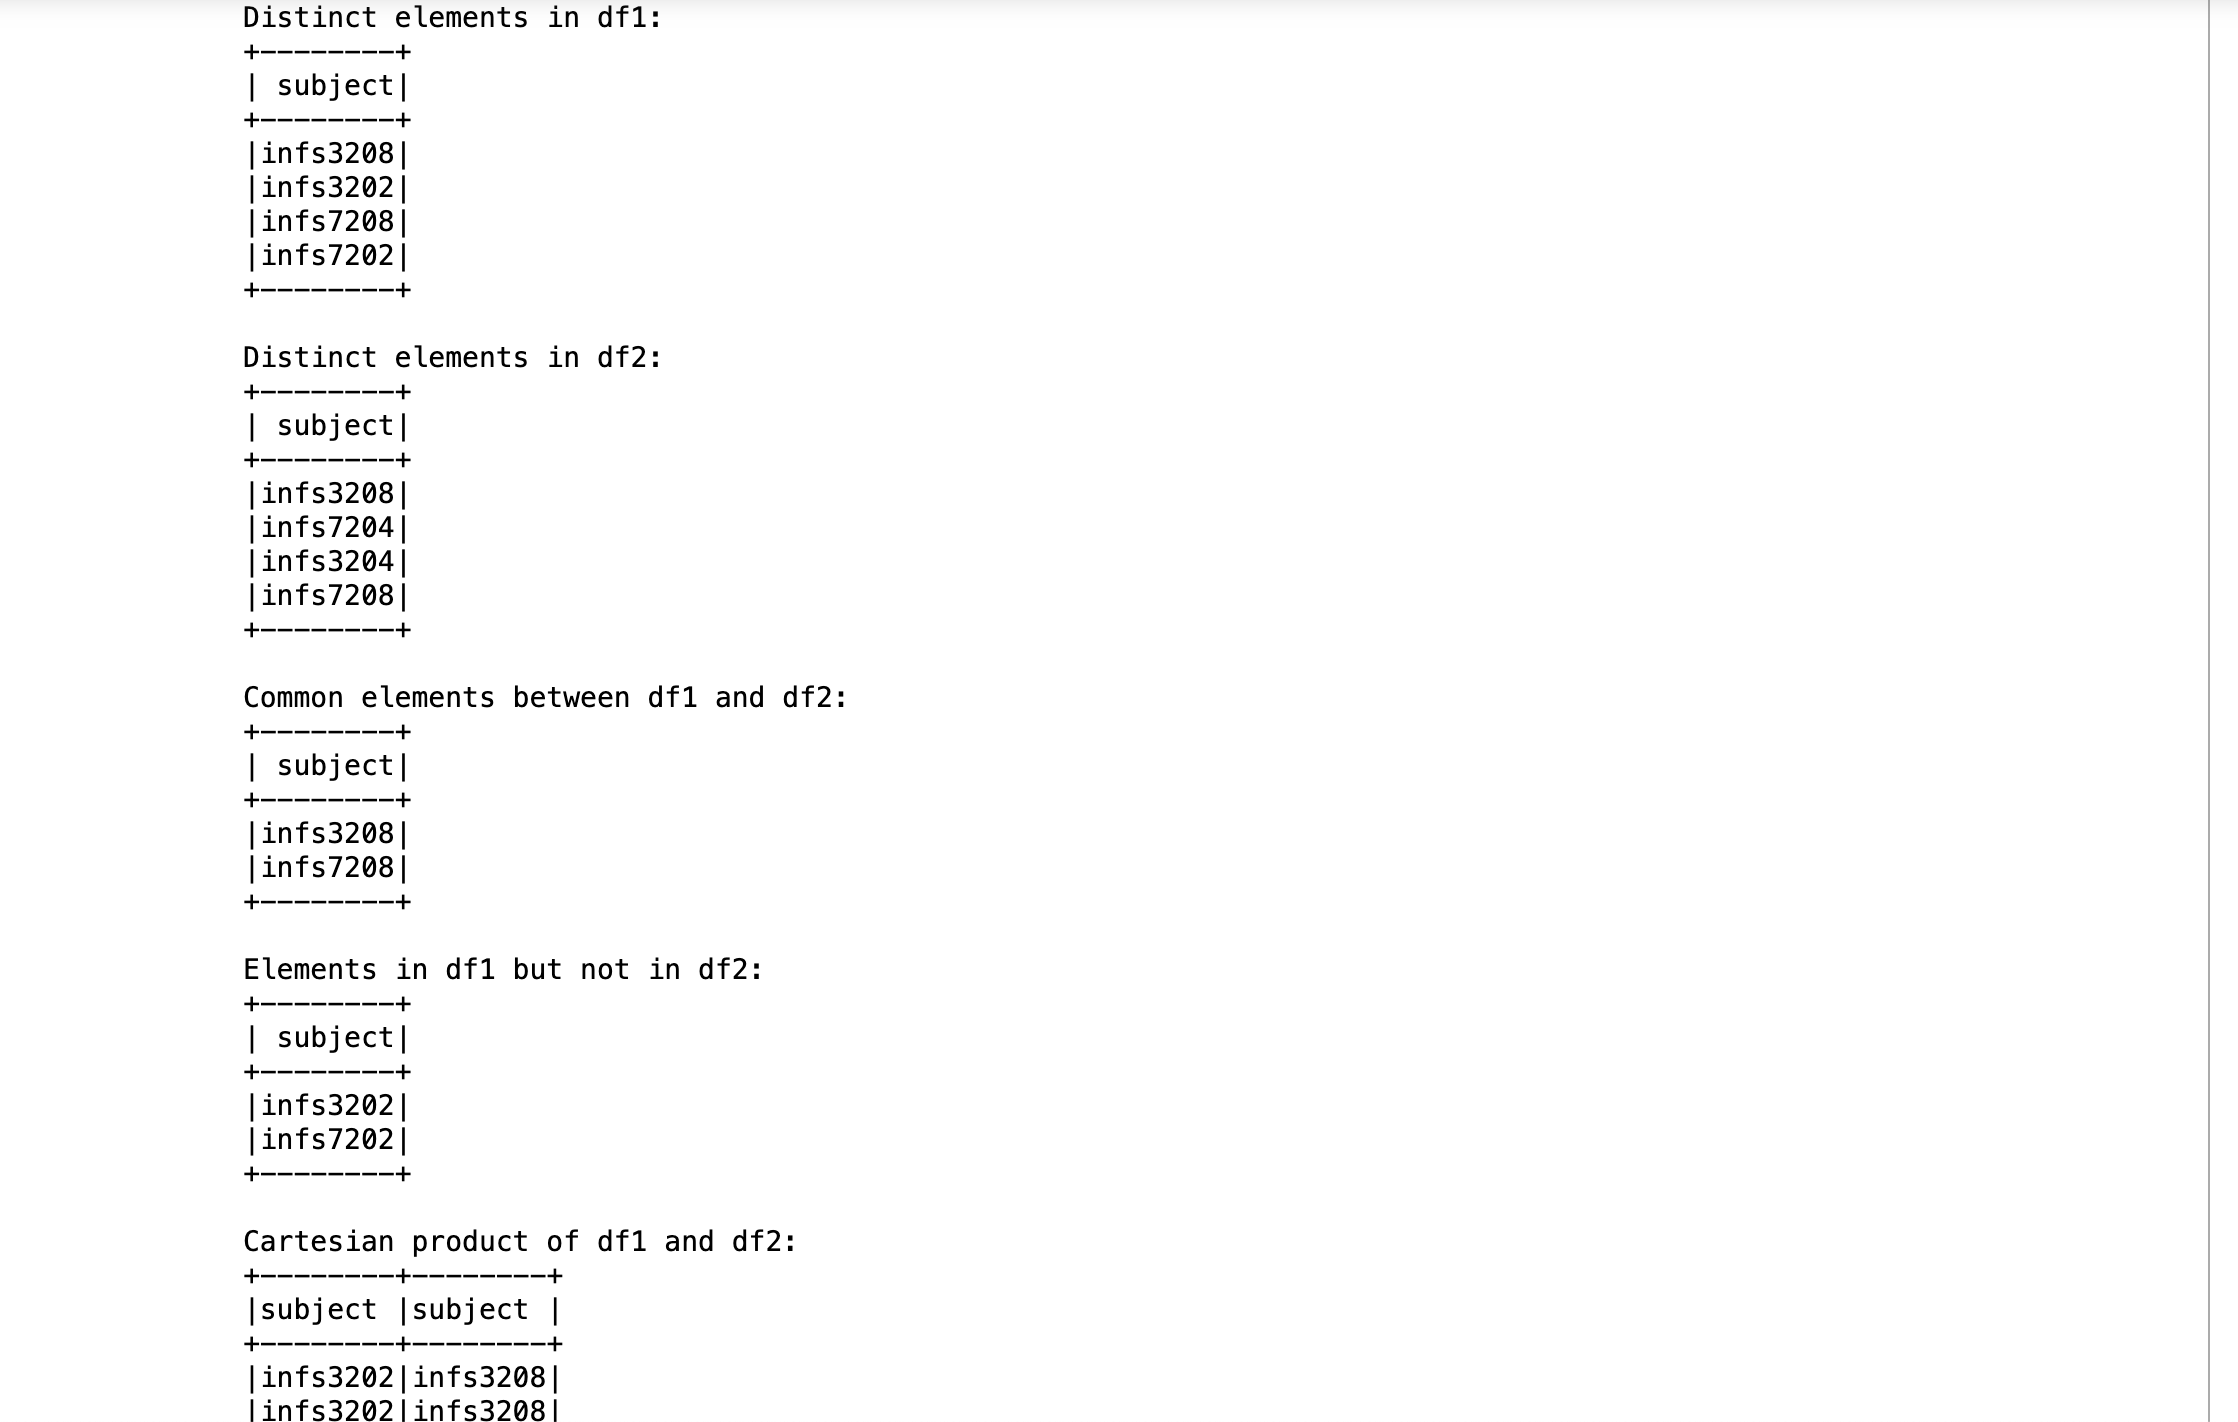 Distinct elements in df1:
+--------+
| subject|
+--------+
|infs3208|
|infs3202|
|infs7208|
|infs7202|
+--------+
Distinct elements in df2:
+--------+
| subject|
+--------+
|infs3208|
|infs7204|
|infs3204|
|infs7208|
+--------+
Common elements between df1 and df2:
+--------+
| subject|
+--------+
|infs3208|
|infs7208|
+--------+
Elements in df1 but not in df2:
+--------+
| subject|
+--------+
|infs3202|
|infs7202|
+--------+
Cartesian product of df1 and df2:
+--------+--------+
|subject |subject |
+--------+--------+
|infs3202|infs3208|
|infs3202|infs3208|